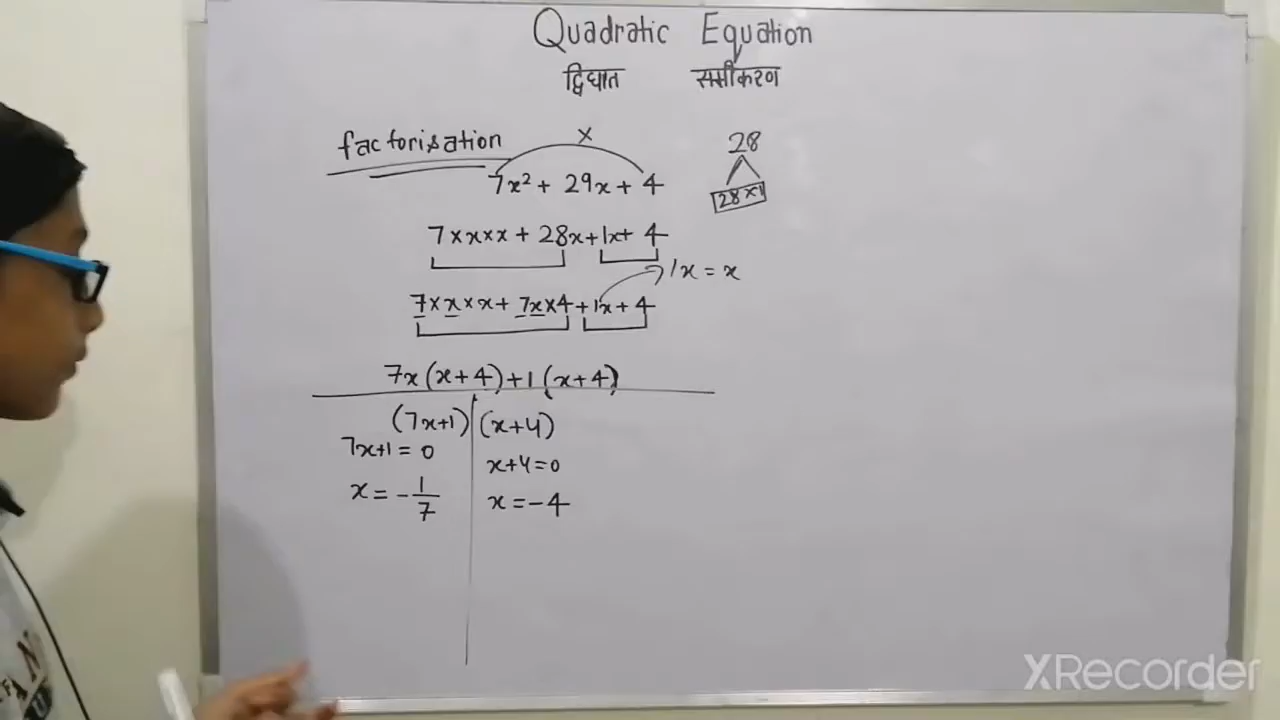 Quadratic Equation
द्विघात समीकरण
factorisation
x
28
7x² + 29x + 4
28×1
7×x×x + 28x+1x+ 4
1x = x
7×x×x+ 7x×4+1x+4
7x(x+4)+1(x+4)
(7x+1) (x+4)
7x+1= 0
x+4=0
x = -1/7
x =-4
XRecorder